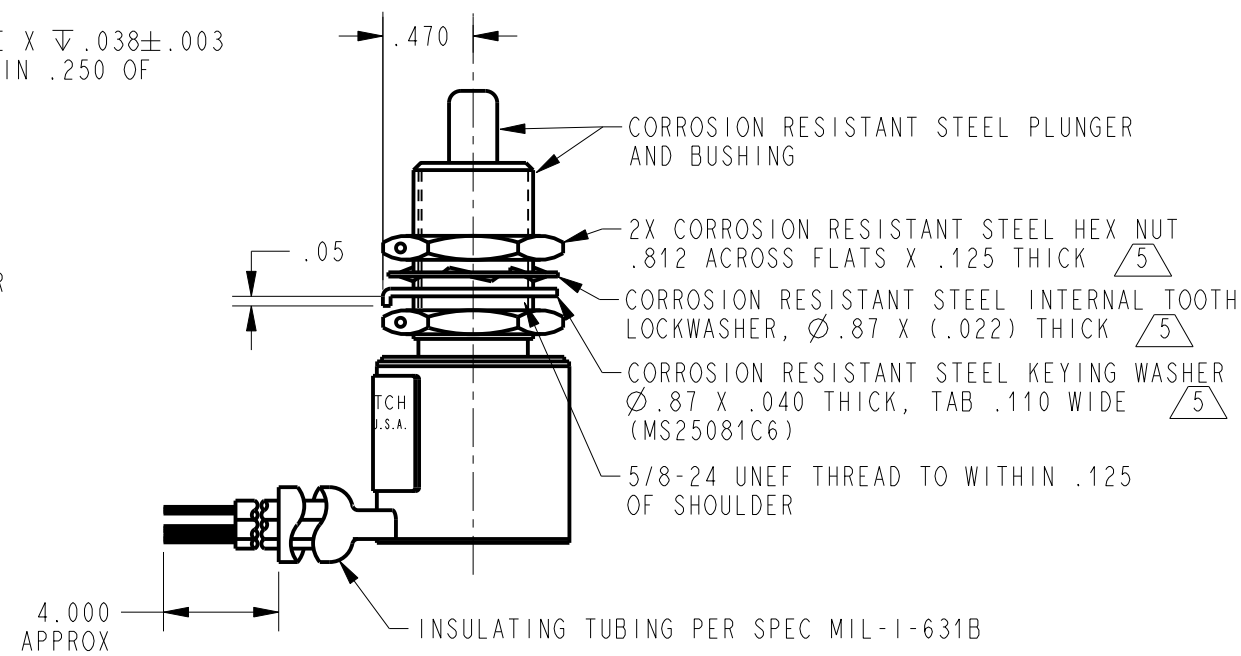 X ↧ .038±.003
IN .250 OF
.470
CORROSION RESISTANT STEEL PLUNGER
AND BUSHING
2X CORROSION RESISTANT STEEL HEX NUT
.812 ACROSS FLATS X .125 THICK 5
.05
CORROSION RESISTANT STEEL INTERNAL TOOTH
LOCKWASHER, Ø.87 X (.022) THICK 5
CORROSION RESISTANT STEEL KEYING WASHER
Ø.87 X .040 THICK, TAB .110 WIDE 5
(MS25081C6)
TCH
U.S.A.
5/8-24 UNEF THREAD TO WITHIN .125
OF SHOULDER
4.000
APPROX
INSULATING TUBING PER SPEC MIL-I-631B